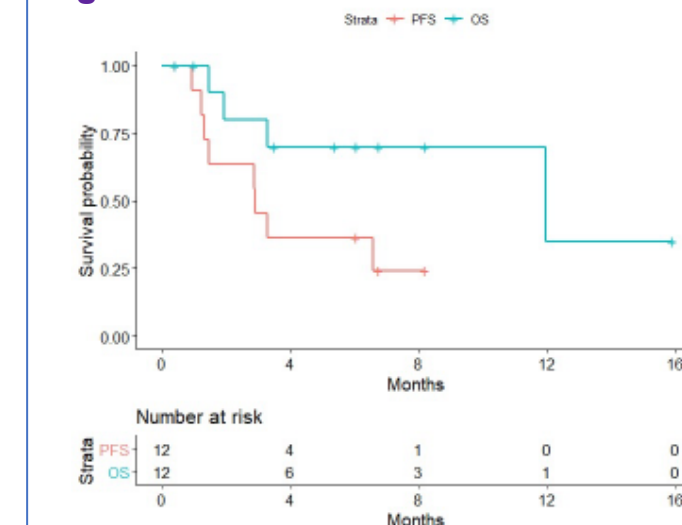 Strata PFS OS
1.00
0.75
0.50
0.25
0.00
Survival probability
0 4 8 12 16
Months
Number at risk
Strata
PFS 12 4 1 0 0
OS 12 6 3 1 0
0 4 8 12 16
Months